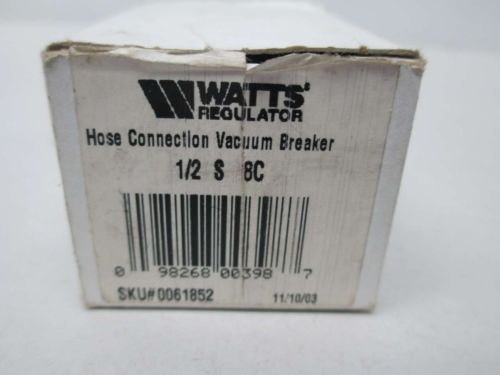 WATTS
REGULATOR
Hose Connection Vacuum Breaker
1/2 S 8C
0 98268 00398 7
SKU#0061852 11/10/03